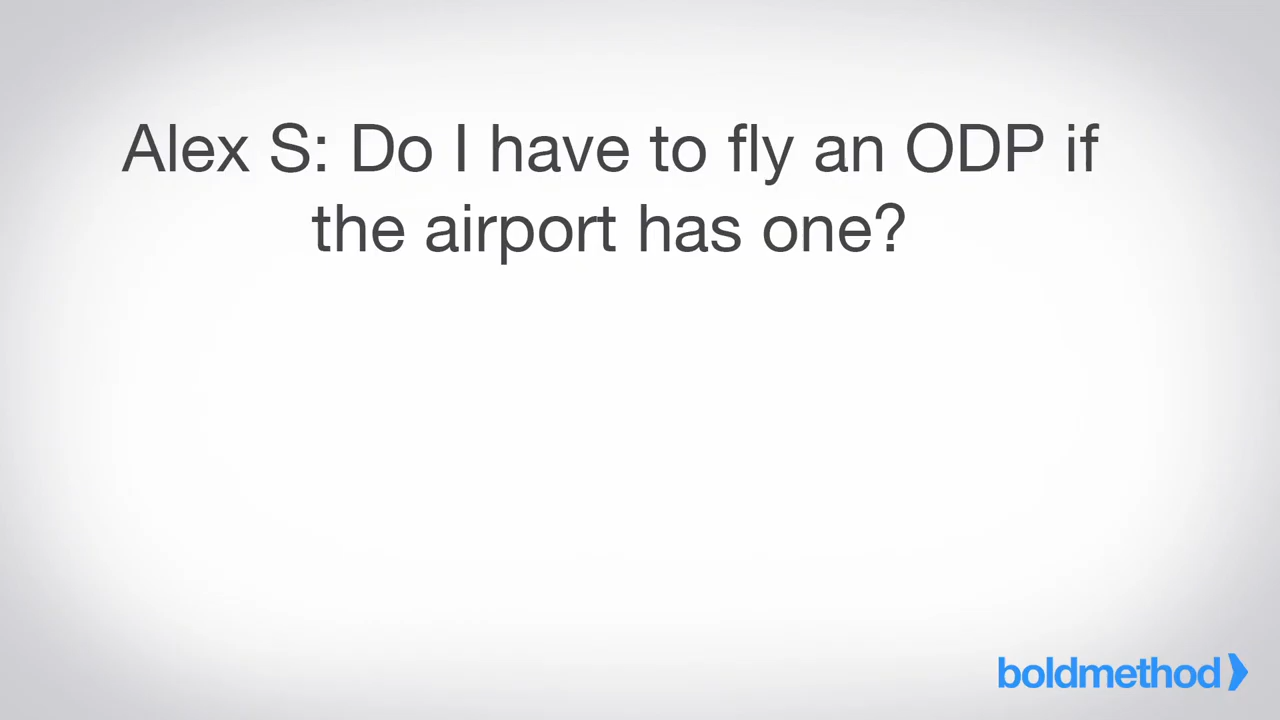 Alex S: Do I have to fly an ODP if
the airport has one?
boldmethod